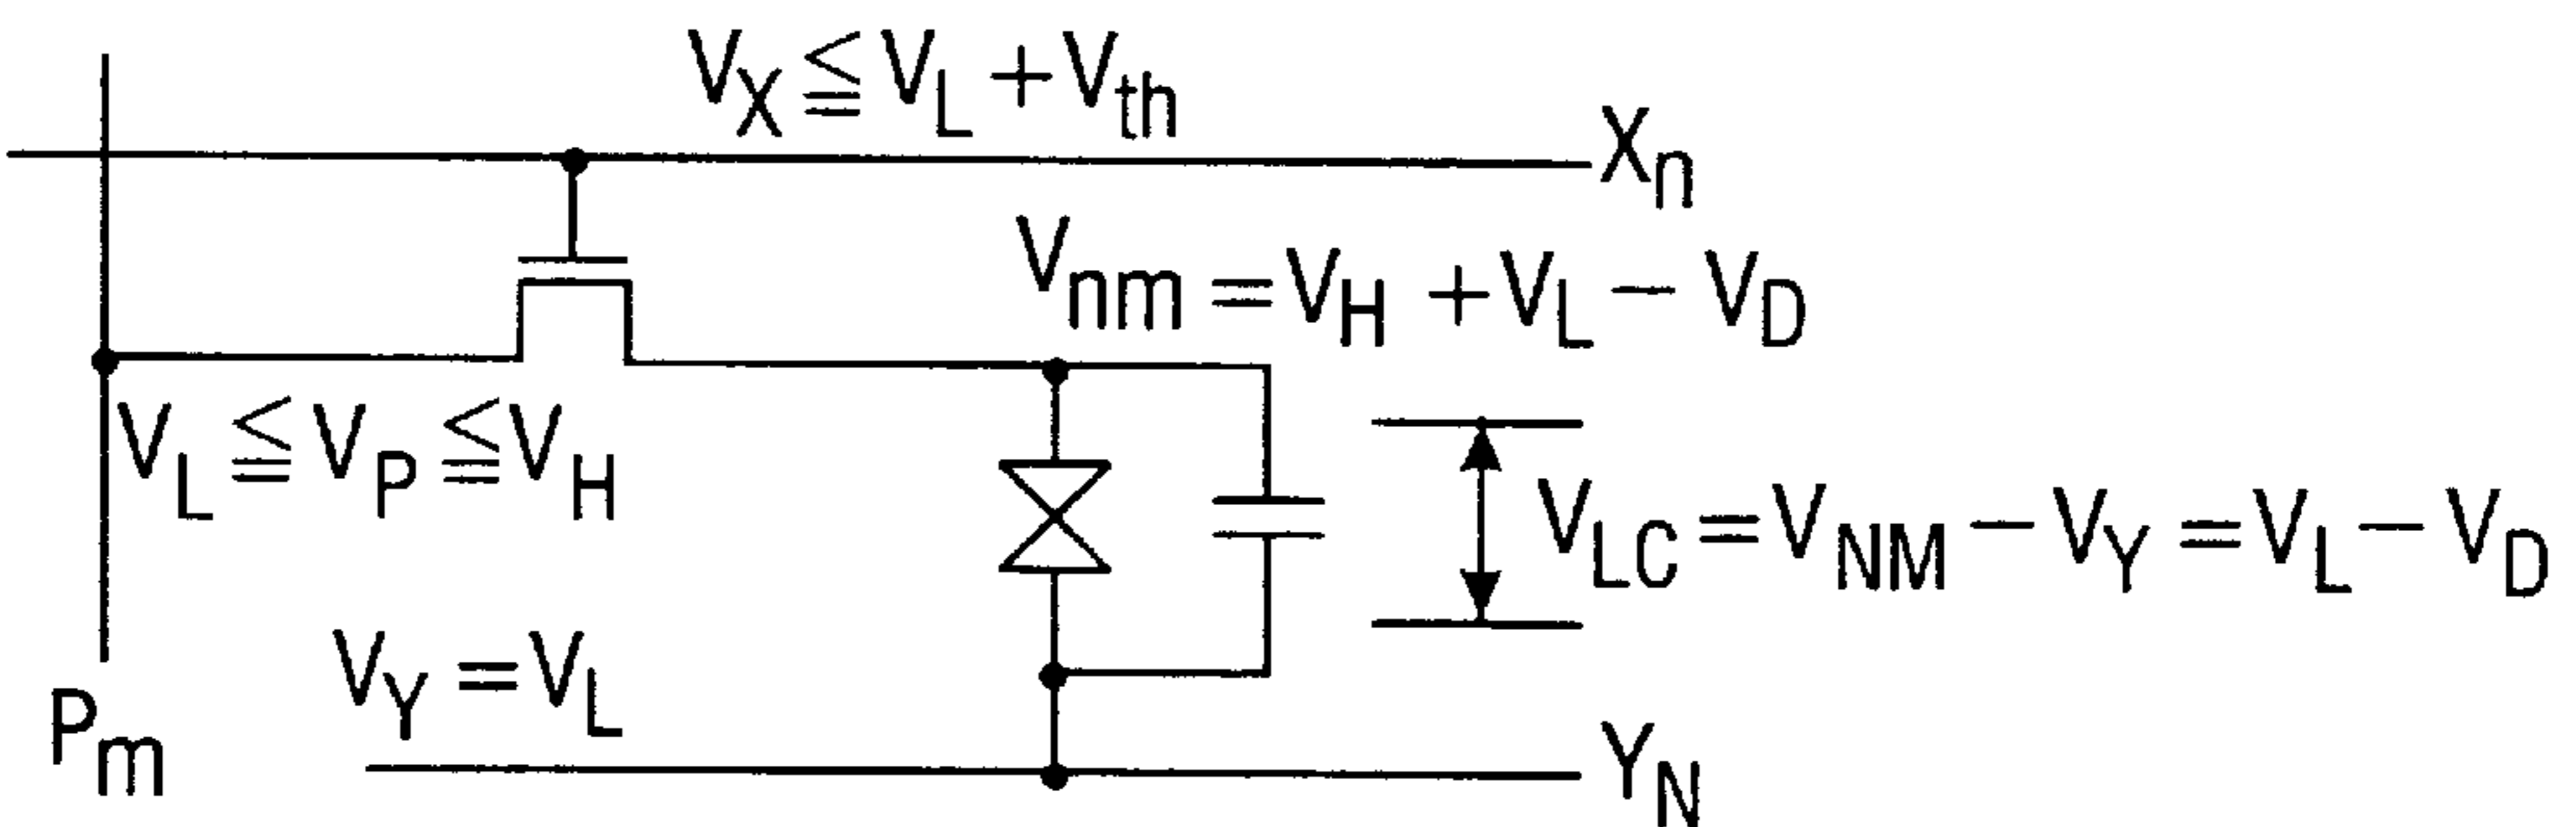 V_X ≦ V_L + V_th
X_n
V_nm = V_H + V_L − V_D
V_L ≦ V_P ≦ V_H
V_LC = V_NM − V_Y = V_L − V_D
V_Y = V_L
P_m
Y_N